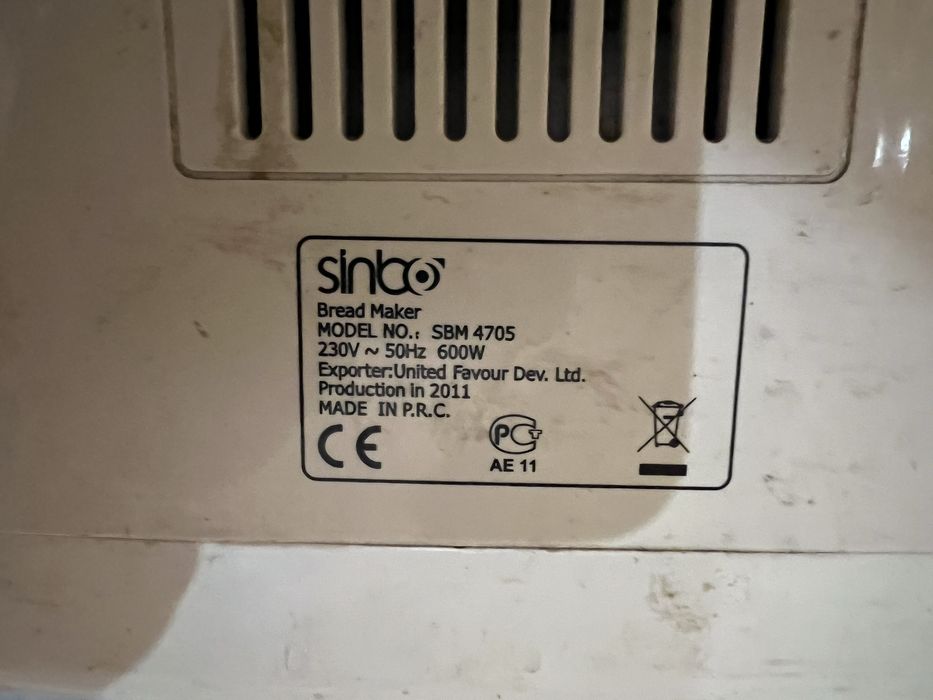 sinbo
Bread Maker
MODEL NO.: SBM 4705
230V ~ 50Hz 600W
Exporter:United Favour Dev. Ltd.
Production in 2011
MADE IN P.R.C.
CE PCT
AE 11